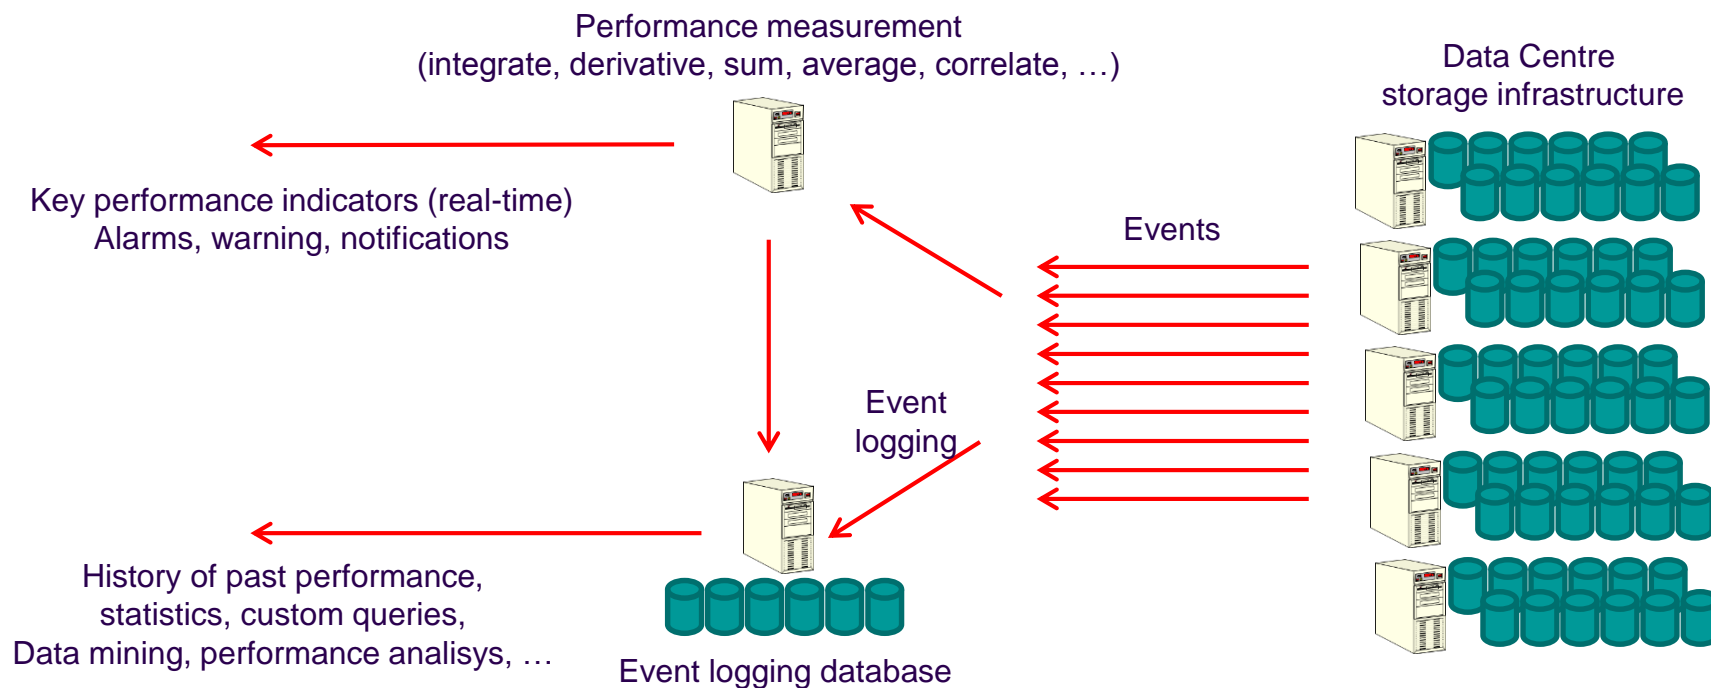 Performance measurement
(integrate, derivative, sum, average, correlate, …)
Data Centre
storage infrastructure
Key performance indicators (real-time)
Alarms, warning, notifications
Events
Event
logging
History of past performance,
statistics, custom queries,
Data mining, performance analisys, …
Event logging database